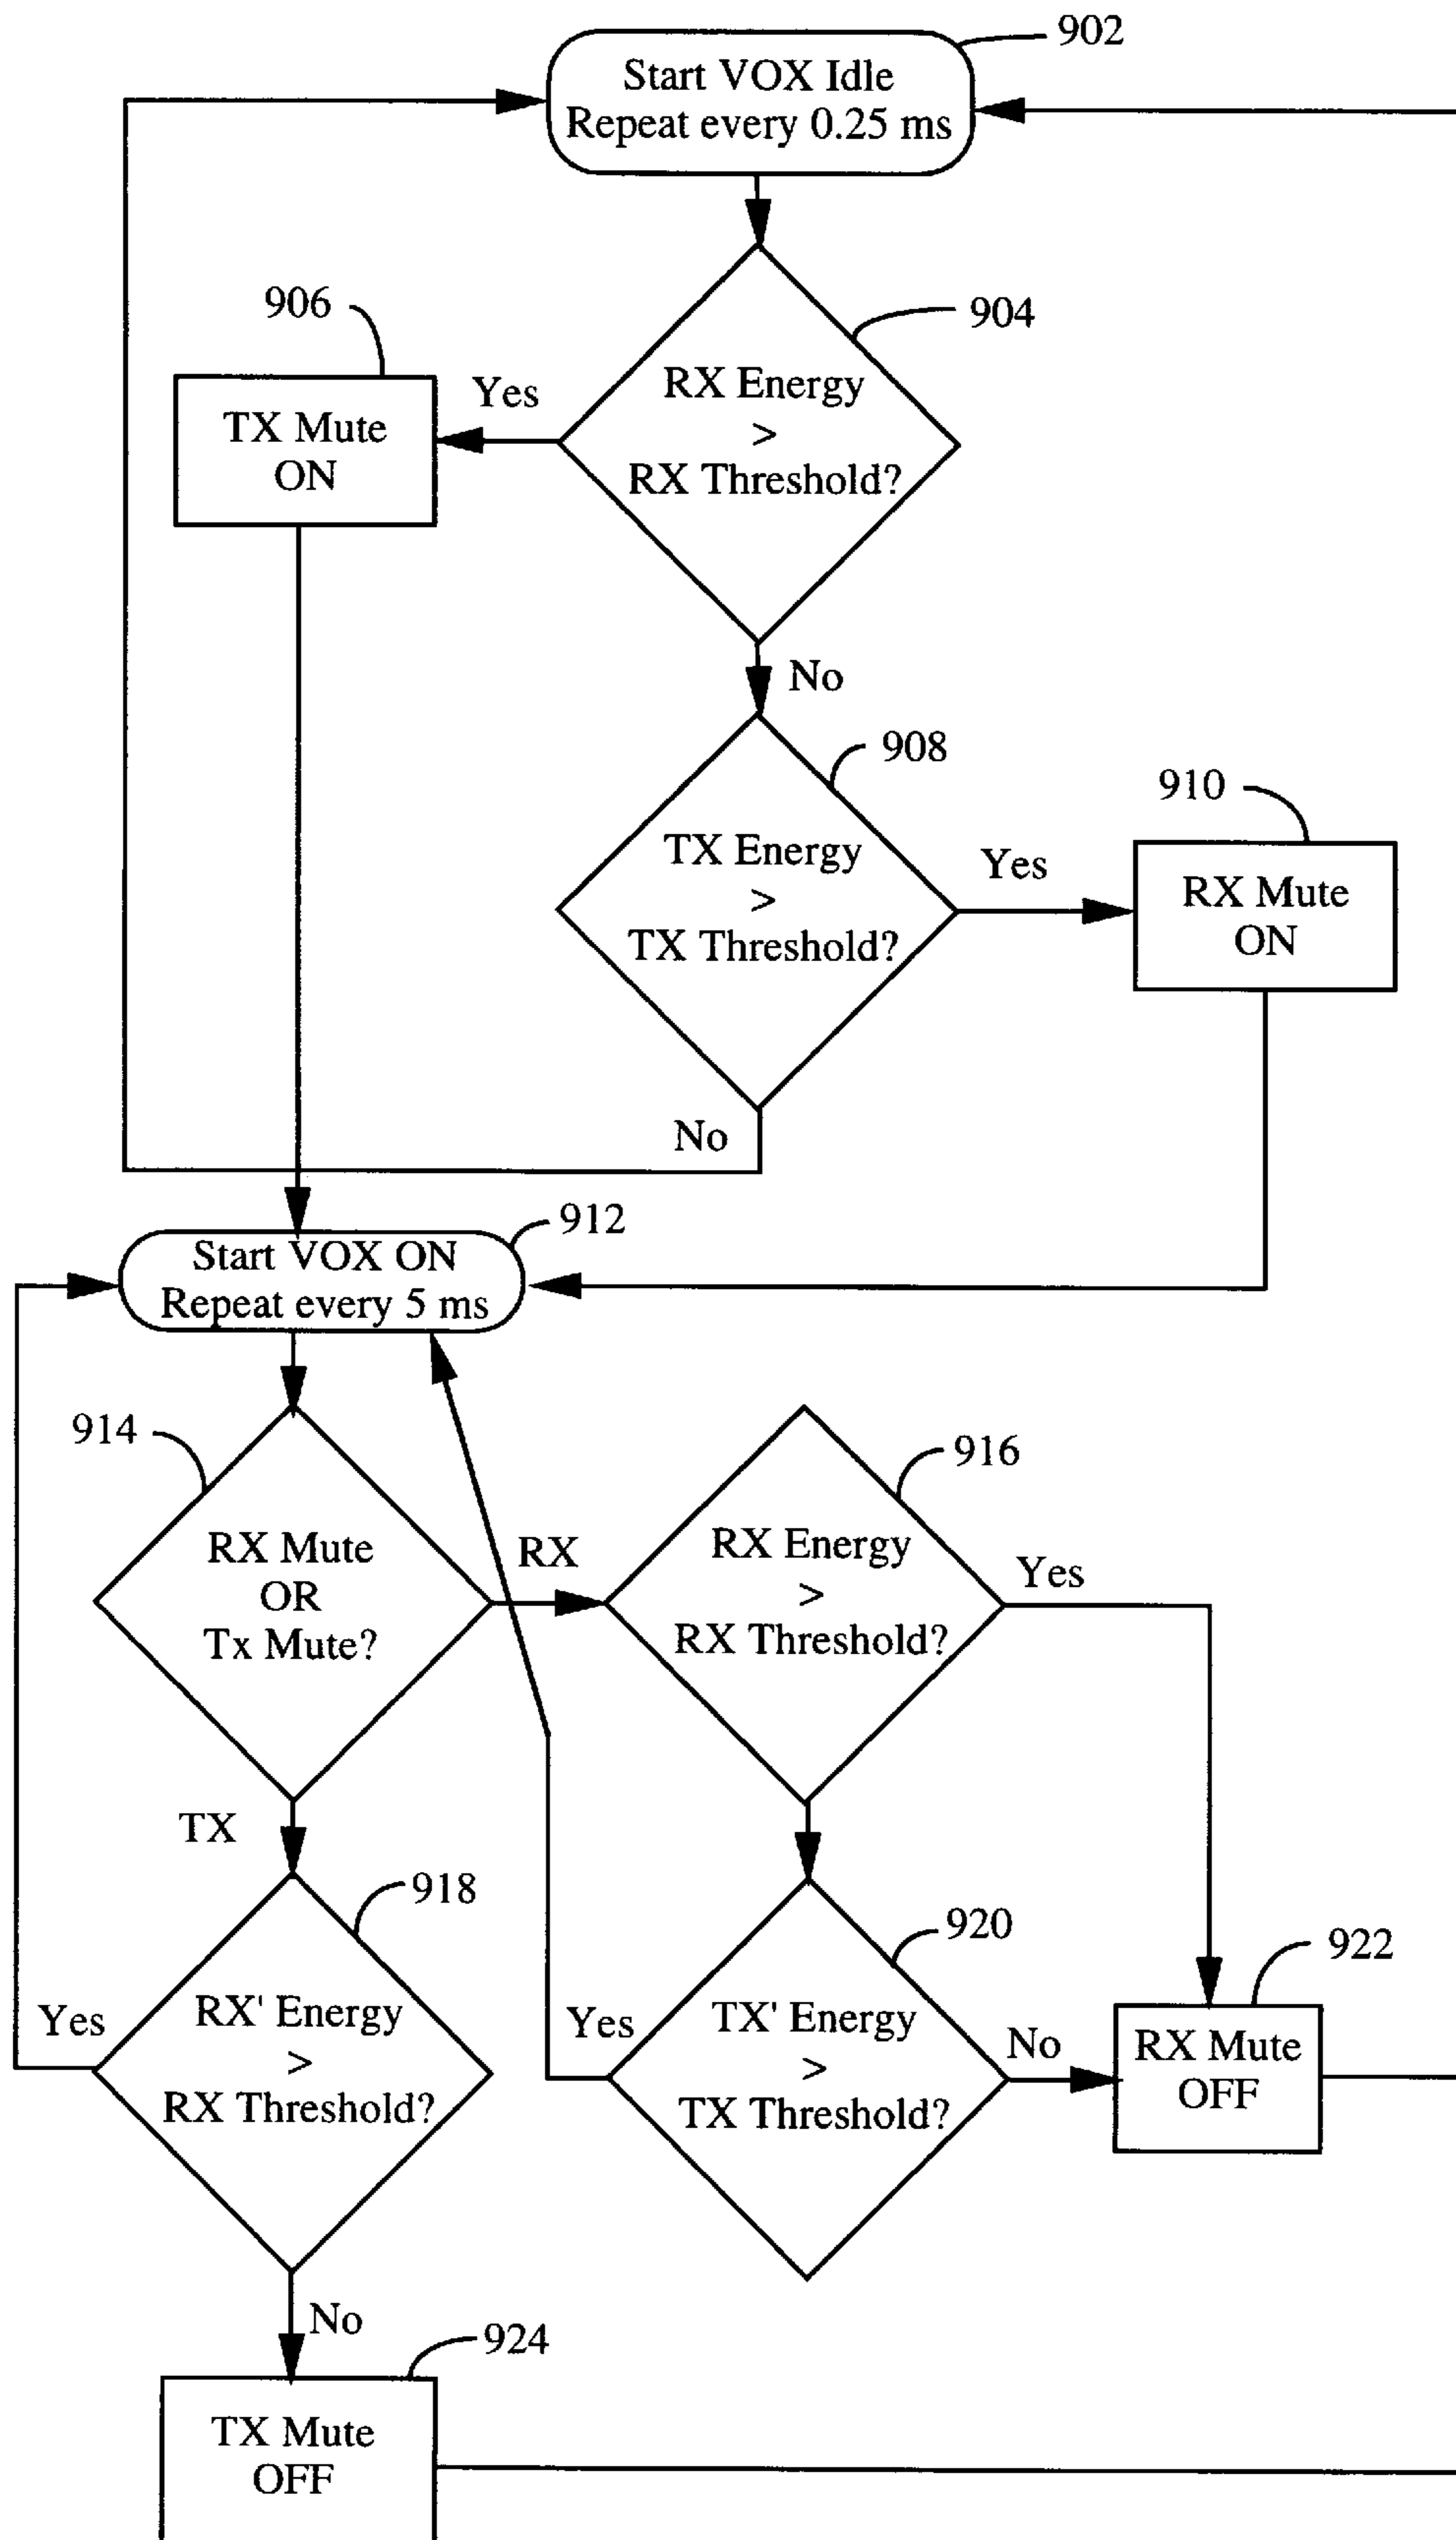 902
Start VOX Idle
Repeat every 0.25 ms
906
904
Yes
RX Energy
>
RX Threshold?
TX Mute
ON
No
908
910
TX Energy
>
TX Threshold?
Yes
RX Mute
ON
No
912
Start VOX ON
Repeat every 5 ms
914
916
RX Mute
OR
Tx Mute?
RX
RX Energy
>
RX Threshold?
Yes
TX
918
920
922
Yes
RX' Energy
>
RX Threshold?
Yes
TX' Energy
>
TX Threshold?
No
RX Mute
OFF
No
924
TX Mute
OFF